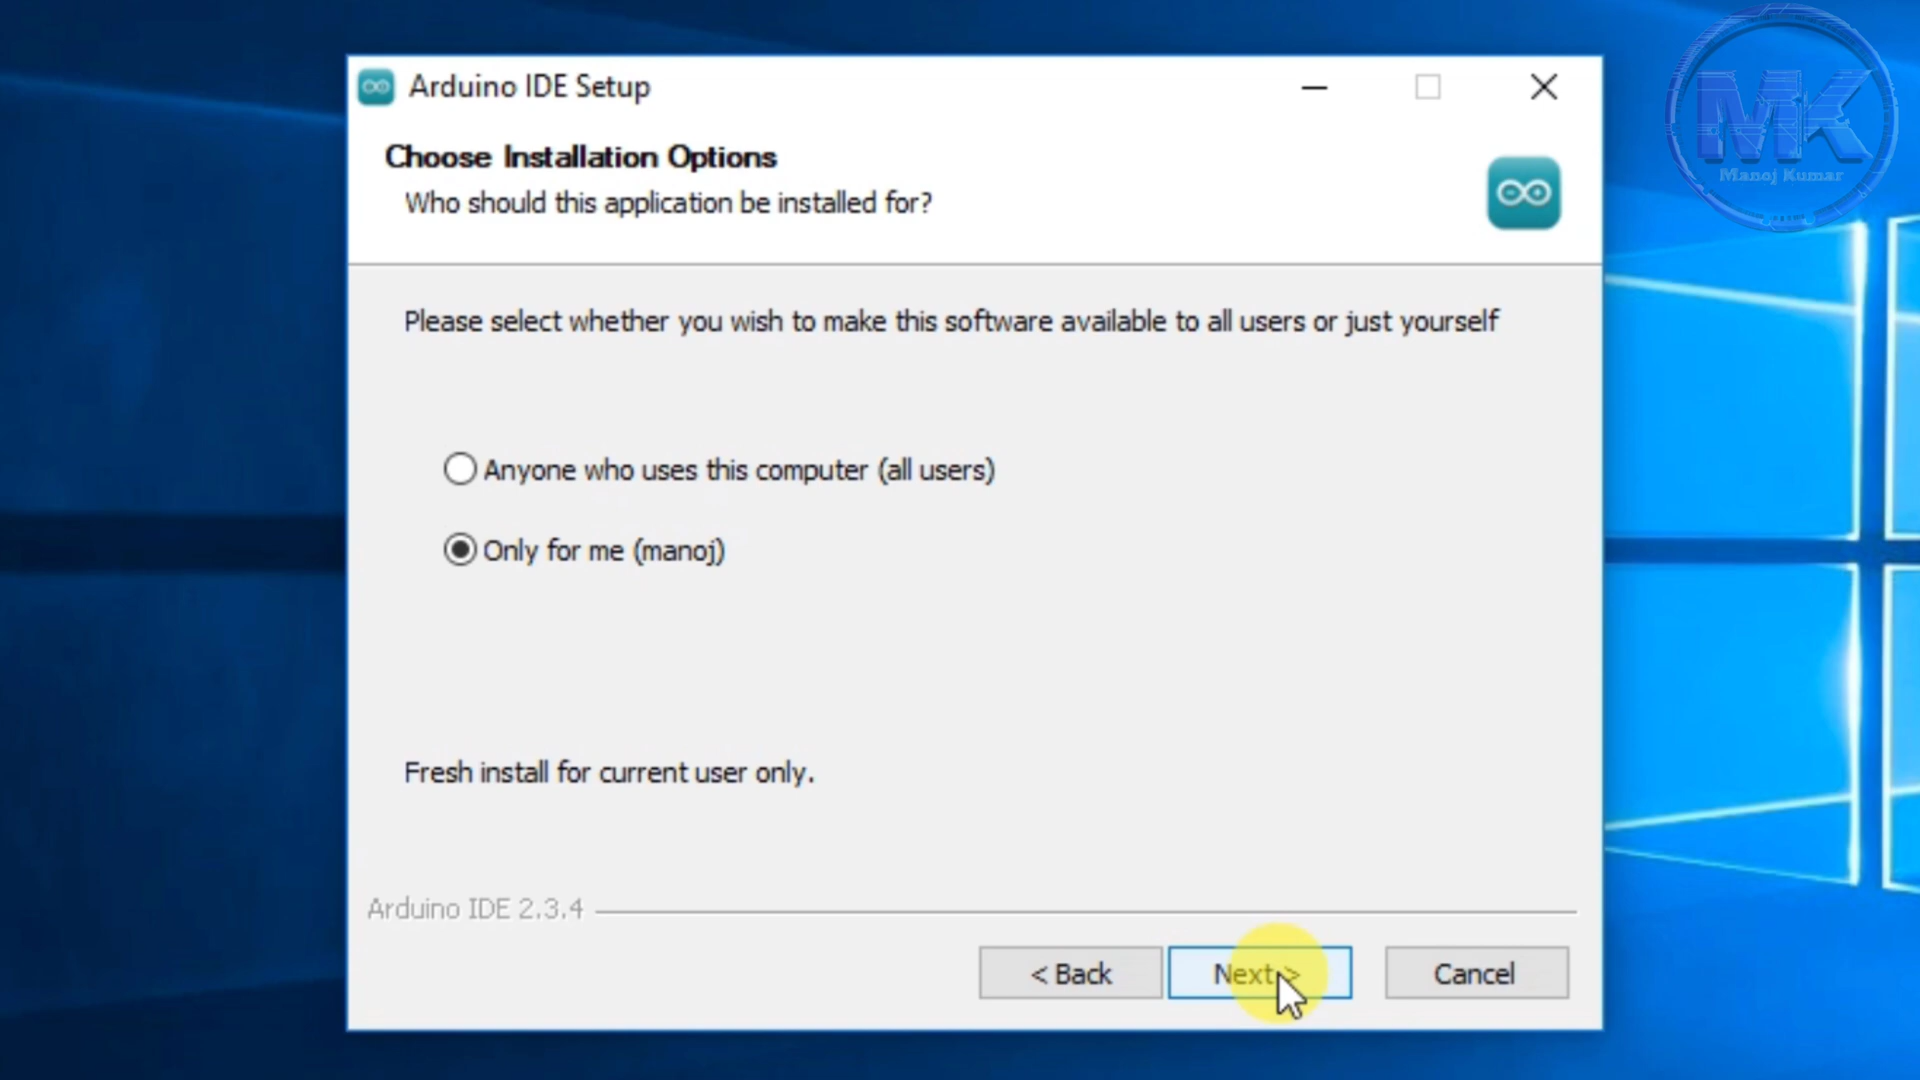 Arduino IDE Setup
Choose Installation Options
Who should this application be installed for?
MK
Manoj Kumar
Please select whether you wish to make this software available to all users or just yourself
Anyone who uses this computer (all users)
Only for me (manoj)
Fresh install for current user only.
Arduino IDE 2.3.4
< Back
Next >
Cancel